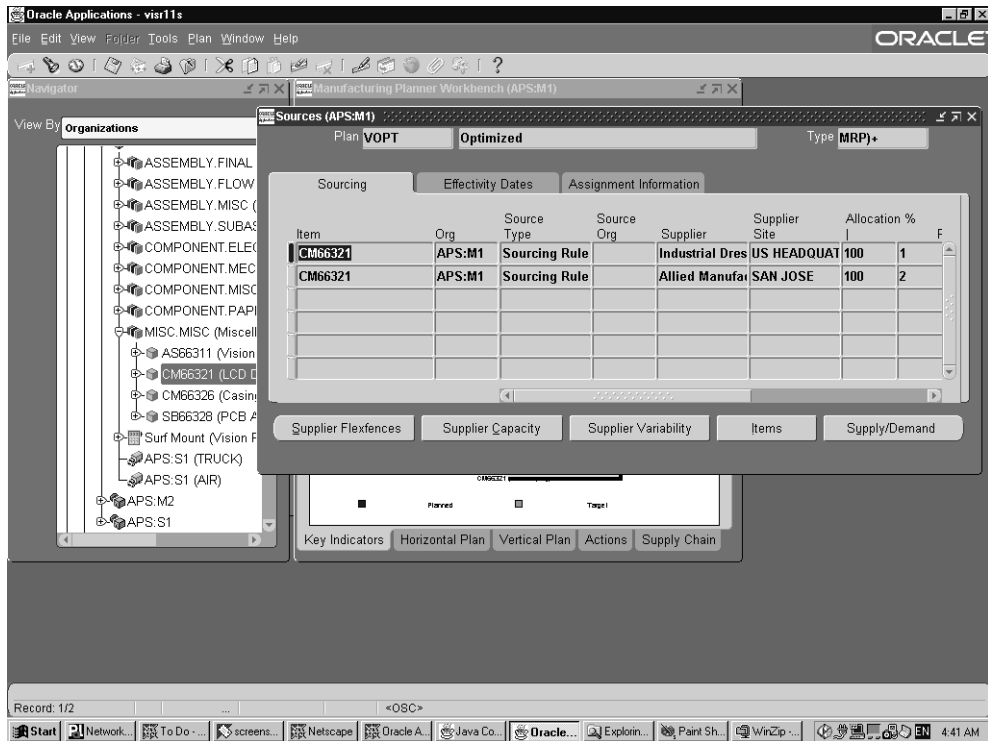 Oracle Applications - visr11s
File Edit View Folder Tools Plan Window Help
ORACLE
Navigator
Manufacturing Planner Workbench (APS:M1)
View By Organizations
ASSEMBLY.FINAL
ASSEMBLY.FLOW
ASSEMBLY.MISC (
ASSEMBLY.SUBAS
COMPONENT.ELEC
COMPONENT.MEC
COMPONENT.MISC
COMPONENT.PAPI
MISC.MISC (Miscell
AS66311 (Vision
CM66321 (LCD D
CM66326 (Casing
SB66328 (PCB A
Surf Mount (Vision F
APS:S1 (TRUCK)
APS:S1 (AIR)
APS:M2
APS:S1
Sources (APS:M1)
Plan VOPT Optimized Type MRP)+
Sourcing Effectivity Dates Assignment Information
Source Source Supplier Allocation %
Item Org Type Org Supplier Site | F
CM66321 APS:M1 Sourcing Rule Industrial Dres US HEADQUAT 100 1
CM66321 APS:M1 Sourcing Rule Allied Manufac SAN JOSE 100 2
Supplier Flexfences Supplier Capacity Supplier Variability Items Supply/Demand
CM66321
Planned Target
Key Indicators Horizontal Plan Vertical Plan Actions Supply Chain
Record: 1/2 ... <OSC>
Start Network... To Do - ... screens... Netscape Oracle A... Java Co... Oracle... Explorin... Paint Sh... WinZip -... EN 4:41 AM